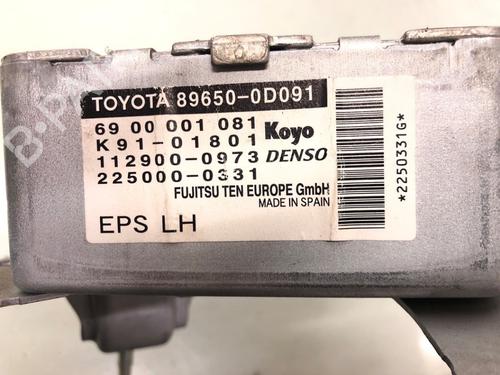 TOYOTA 89650-0D091
69 00 001 081 Koyo
K91-01801
112900-0973 DENSO
225000-0331
FUJITSU TEN EUROPE GmbH
MADE IN SPAIN
EPS LH
*2250331G*